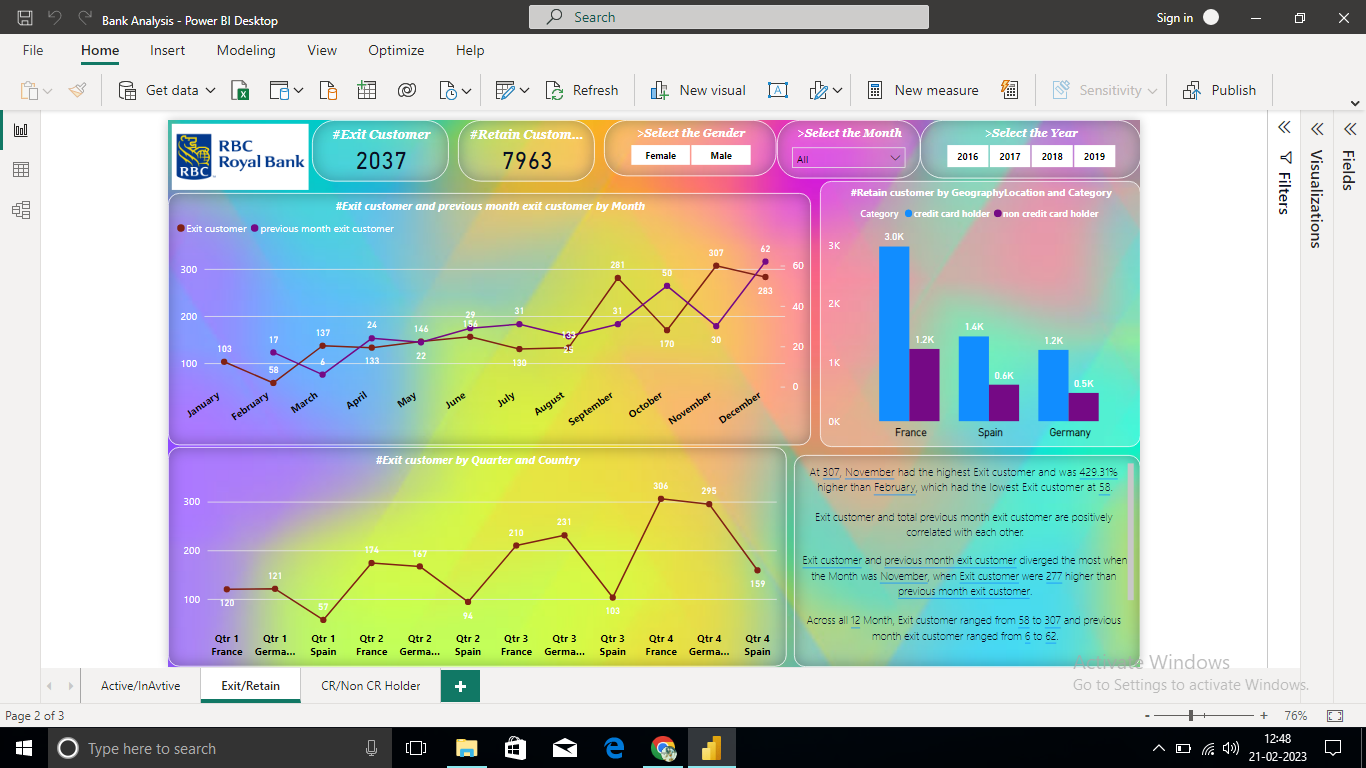 Bank Analysis - Power BI Desktop
Search
Sign in
File Home Insert Modeling View Optimize Help
Get data
Refresh
New visual
New measure
Sensitivity
Publish
RBC
Royal Bank
RBC
#Exit Customer
2037
#Retain Custom...
7963
>Select the Gender
Female Male
>Select the Month
All
>Select the Year
2016 2017 2018 2019
#Exit customer and previous month exit customer by Month
Exit customer previous month exit customer
300
200
100
60
40
20
0
103 58 137 133 146 156 130 281 170 307 283
17 6 24 22 29 31 31 50 30 62
January February March April May June July August September October November December
#Retain customer by GeographyLocation and Category
Category credit card holder non credit card holder
3K
2K
1K
0K
3.0K 1.2K 1.4K 0.6K 1.2K 0.5K
France Spain Germany
#Exit customer by Quarter and Country
300
200
100
120 121 57 174 167 94 210 231 103 306 295 159
Qtr 1 Qtr 1 Qtr 1 Qtr 2 Qtr 2 Qtr 2 Qtr 3 Qtr 3 Qtr 3 Qtr 4 Qtr 4 Qtr 4
France Germa... Spain France Germa... Spain France Germa... Spain France Germa... Spain
At 307, November had the highest Exit customer and was 429.31%
higher than February, which had the lowest Exit customer at 58.
Exit customer and total previous month exit customer are positively
correlated with each other.
Exit customer and previous month exit customer diverged the most when
the Month was November, when Exit customer were 277 higher than
previous month exit customer.
Across all 12 Month, Exit customer ranged from 58 to 307 and previous
month exit customer ranged from 6 to 62.
Filters
Visualizations
Fields
Activate Windows
Go to Settings to activate Windows.
Active/InAvtive
Exit/Retain
CR/Non CR Holder
Page 2 of 3
76%
Type here to search
12:48
21-02-2023